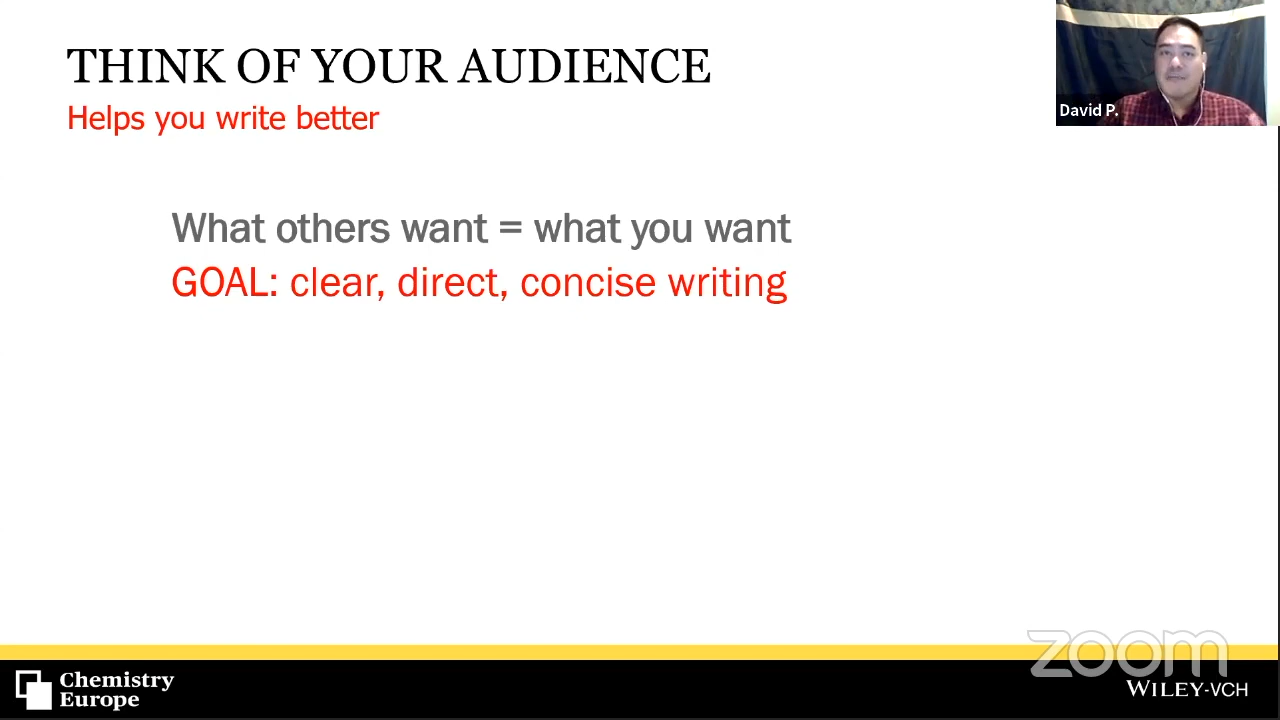 THINK OF YOUR AUDIENCE
Helps you write better
David P.
What others want = what you want
GOAL: clear, direct, concise writing
zoom
Chemistry
Europe
WILEY-VCH